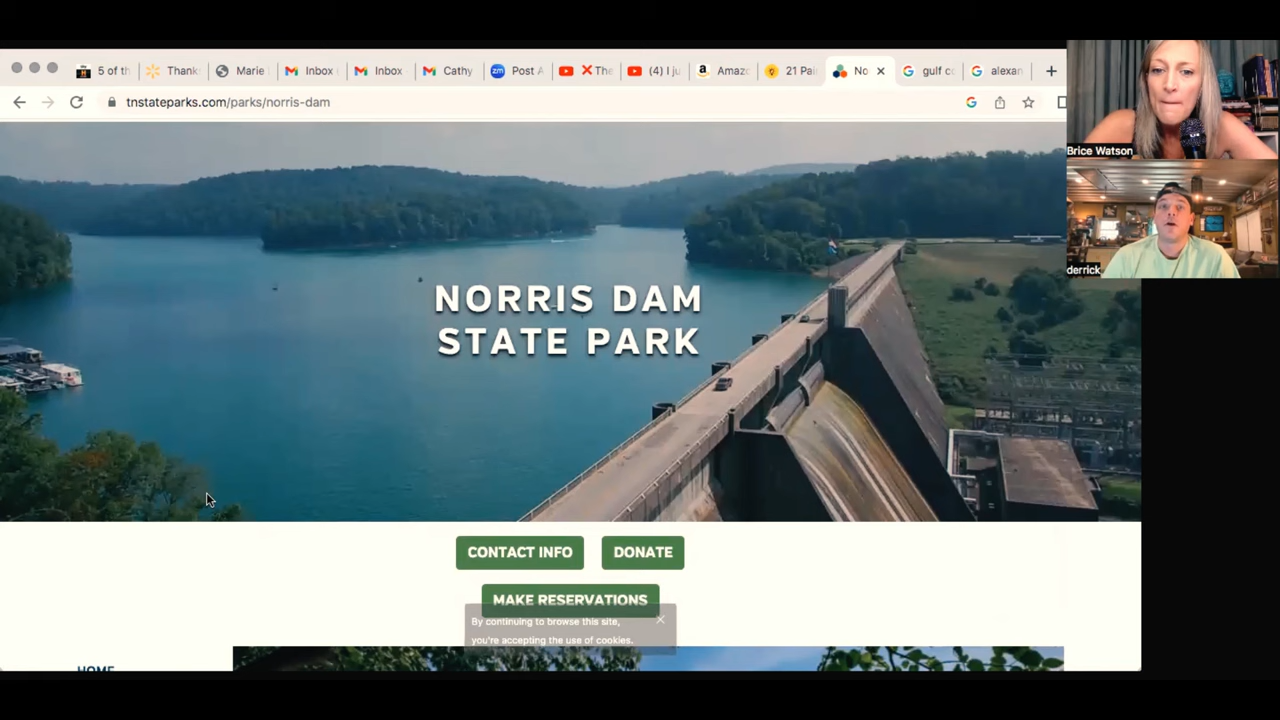 5 of th
Thanks
Marie
Inbox (
Inbox
Cathy
Post A
The
(4) I ju
Amaz
21 Pai
No
gulf c
alexan
tnstateparks.com/parks/norris-dam
Brice Watson
derrick
NORRIS DAM
STATE PARK
CONTACT INFO
DONATE
MAKE RESERVATIONS
By continuing to browse this site,
you're accepting the use of cookies.
HOME